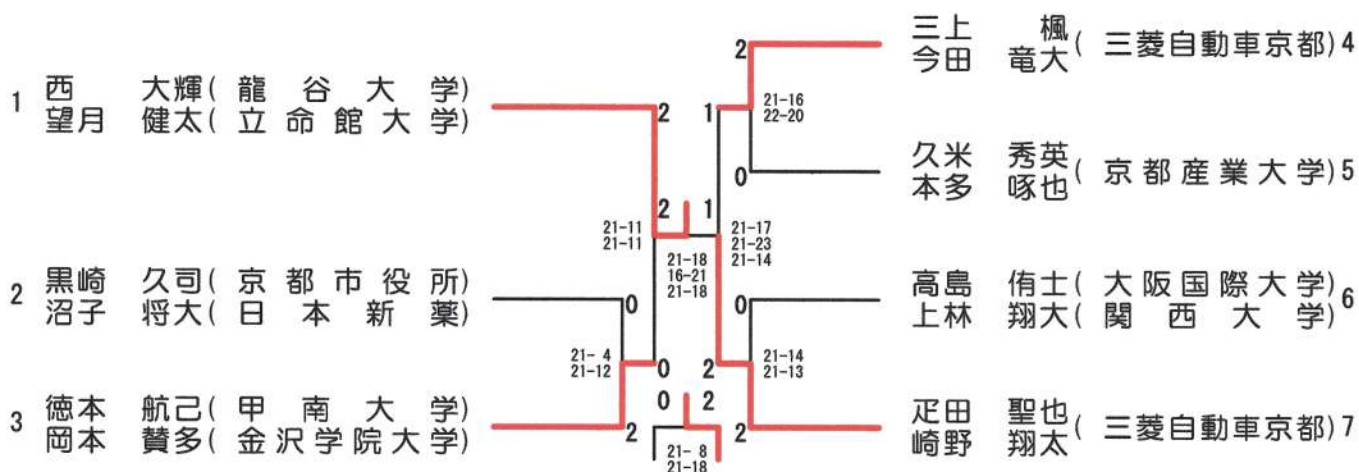 1
西 大輝( 龍 谷 大 学)
望月 健太( 立 命 館 大 学)
2
黒崎 久司( 京 都 市 役 所)
沼子 将大( 日 本 新 薬)
3
徳本 航己( 甲 南 大 学)
岡本 賛多( 金 沢 学 院 大 学)
2
21-11
21-11
0
21- 4
21-12
2
0
2 1
21-18
16-21
21-18
0 2
21- 8
21-18
三上 楓
今田 竜大
( 三菱自動車京都) 4
久米 秀英
本多 啄也
( 京 都 産 業 大 学) 5
高島 侑士( 大 阪 国 際 大 学)
上林 翔大( 関 西 大 学)
6
疋田 聖也
崎野 翔太
( 三菱自動車京都) 7
2
21-16
22-20
0
1
21-17
21-23
21-14
2
0
21-14
21-13
2